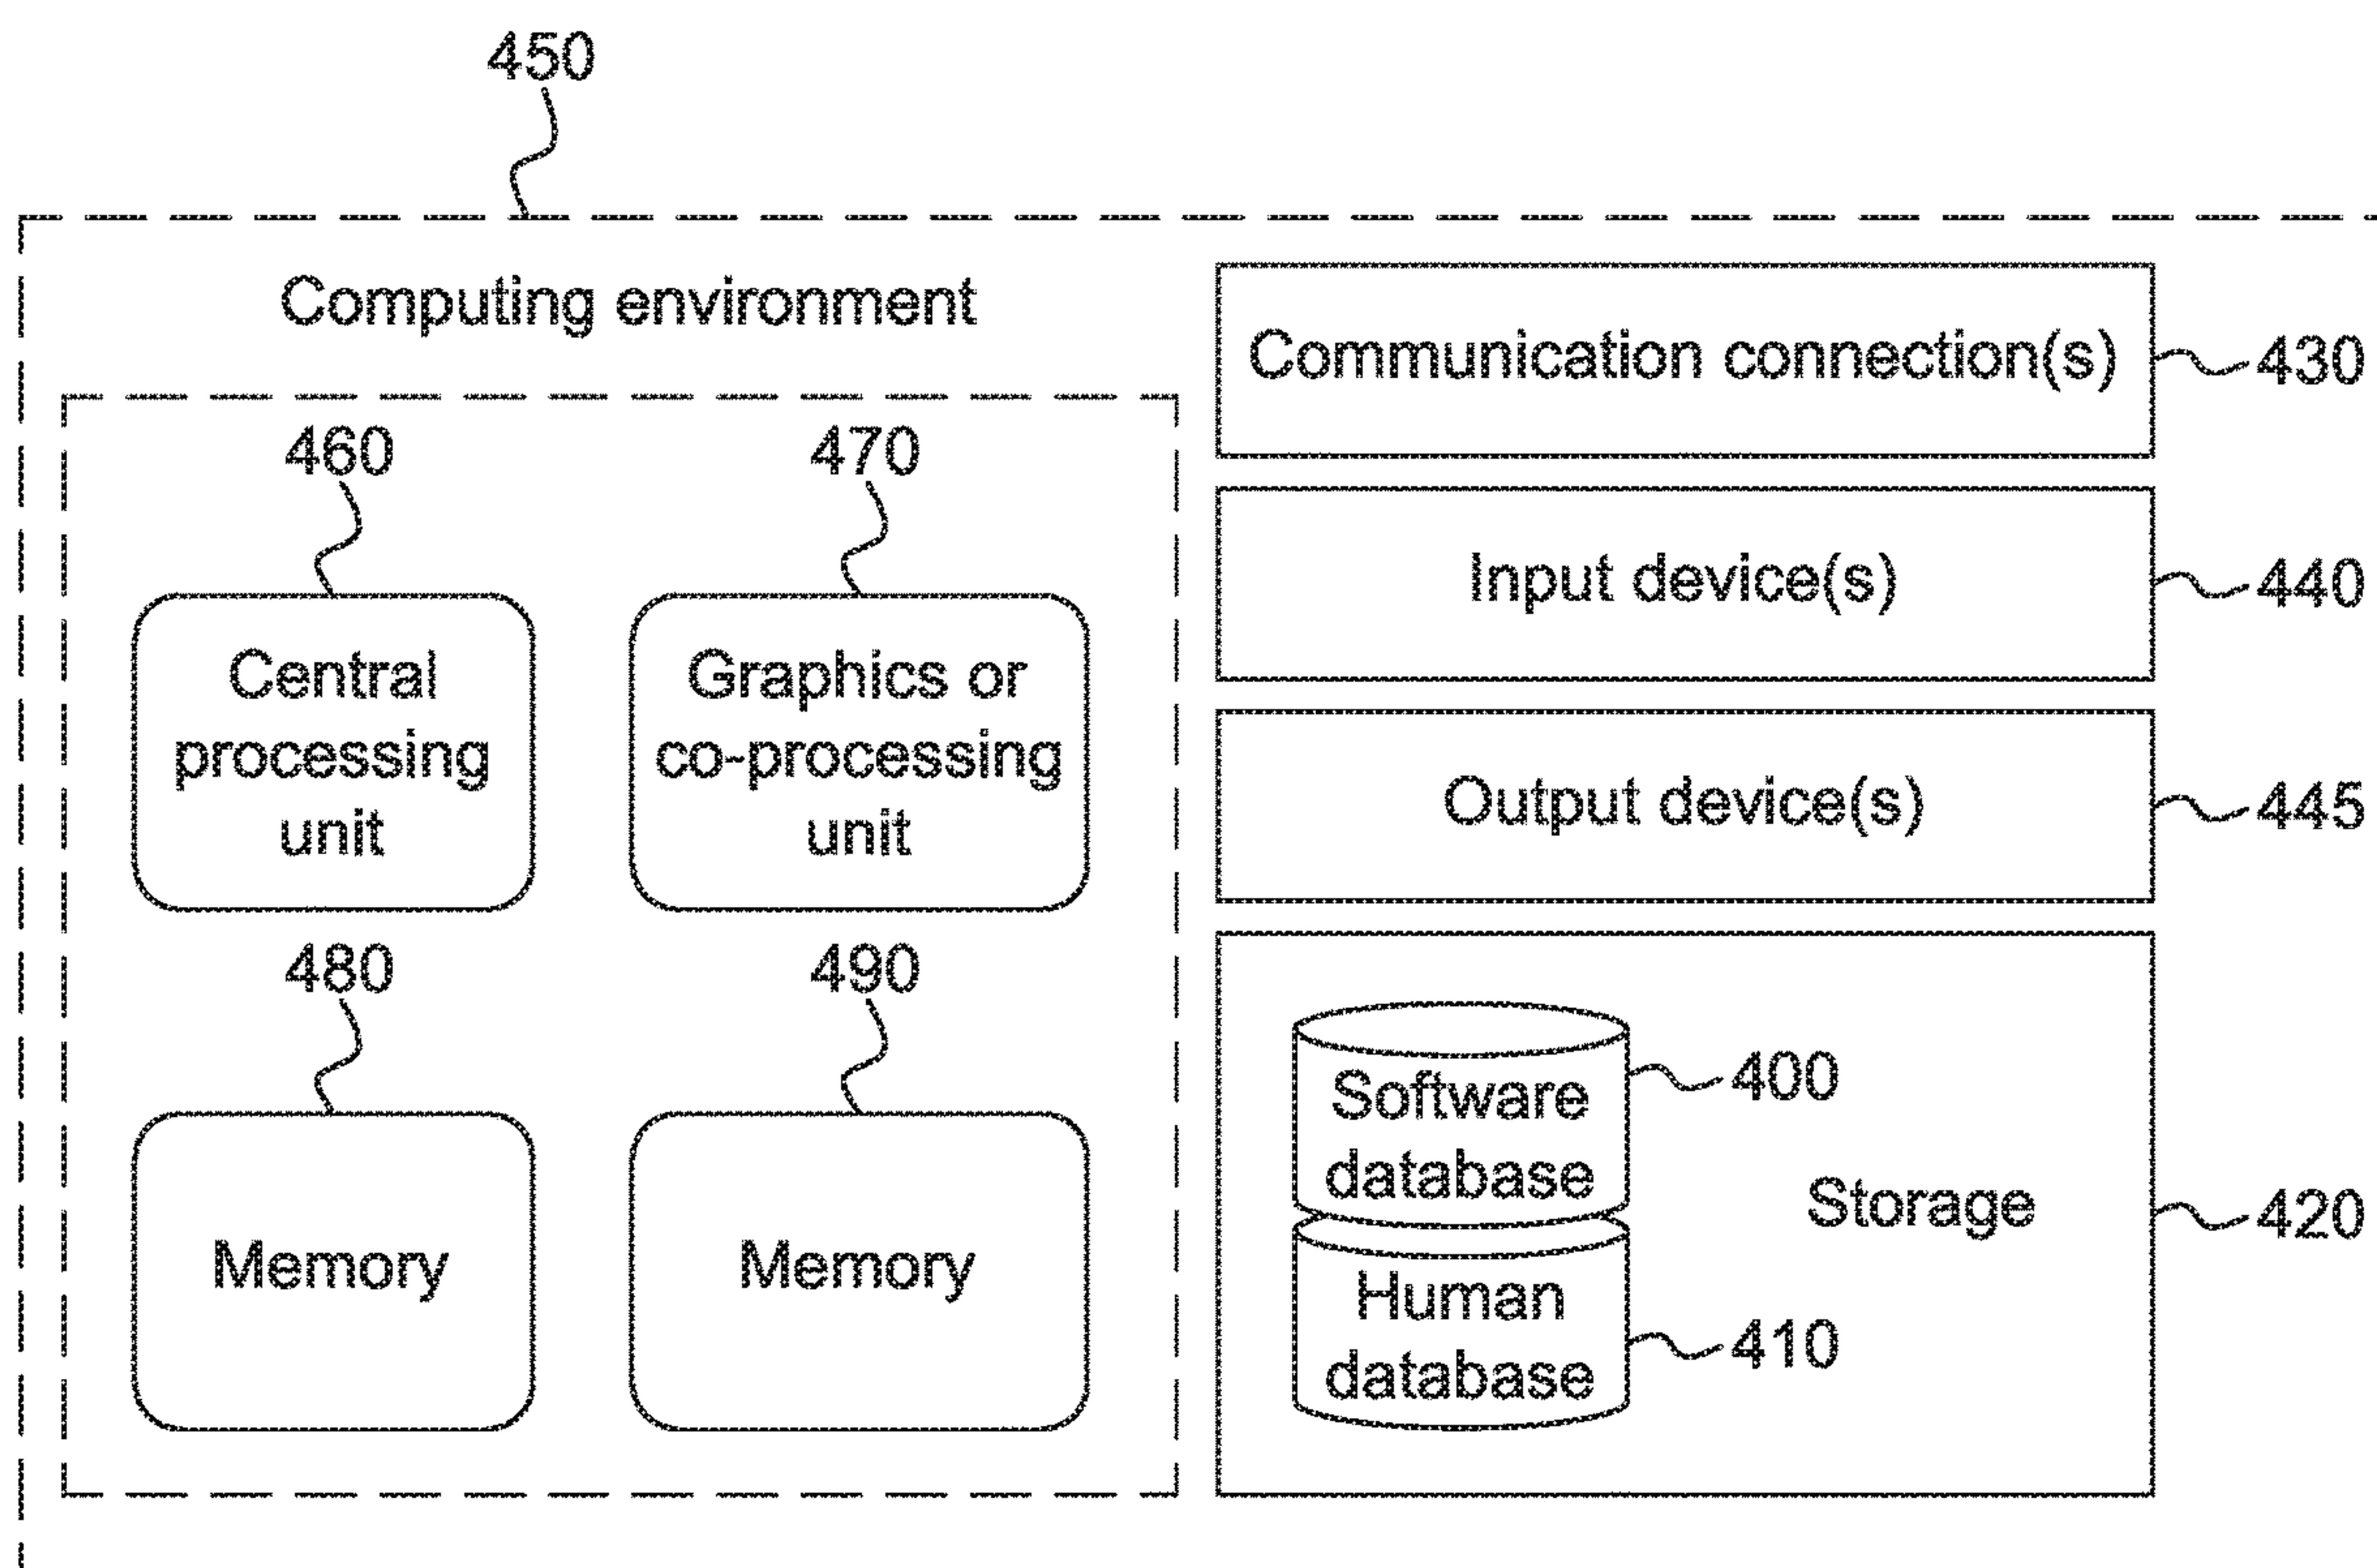 450
Computing environment
Communication connection(s)
430
460
470
Input device(s)
440
Central
processing
unit
Graphics or
co-processing
unit
Output device(s)
445
480
490
Memory
Memory
Software
database
400
Storage
420
Human
database
410